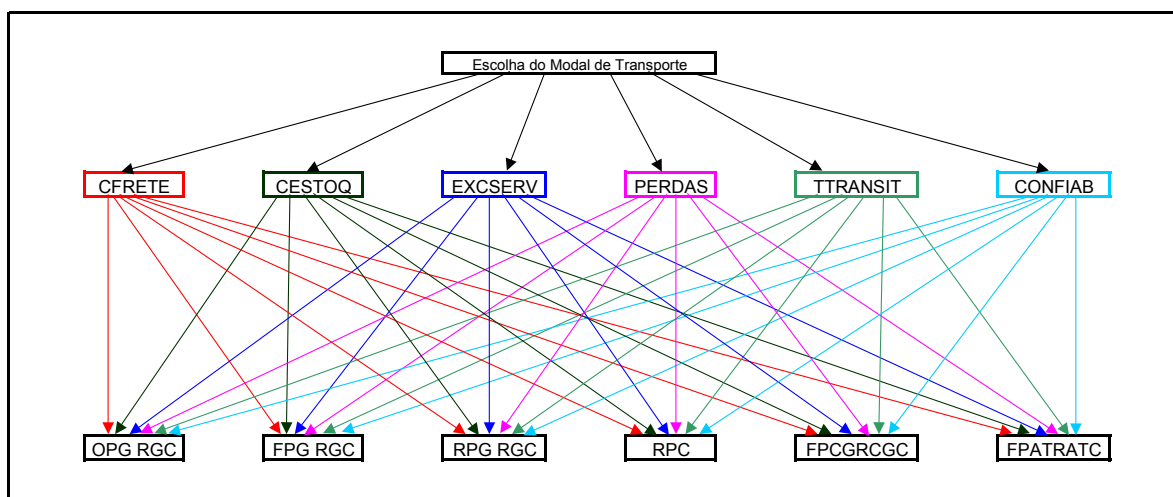 Escolha do Modal de Transporte
CFRETE CESTOQ EXCSERV PERDAS TTRANSIT CONFIAB
OPG RGC FPG RGC RPG RGC RPC FPCGRCGC FPATRATC